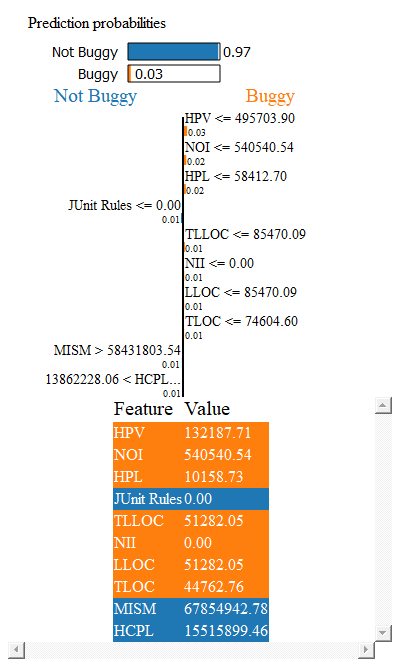 Prediction probabilities
Not Buggy 0.97
Buggy 0.03
Not Buggy Buggy
HPV <= 495703.90
0.03
NOI <= 540540.54
0.02
HPL <= 58412.70
0.02
JUnit Rules <= 0.00
0.01
TLLOC <= 85470.09
0.01
NII <= 0.00
0.01
LLOC <= 85470.09
0.01
TLOC <= 74604.60
0.01
MISM > 58431803.54
0.01
13862228.06 < HCPL...
0.01
Feature Value
HPV 132187.71
NOI 540540.54
HPL 10158.73
JUnit Rules 0.00
TLLOC 51282.05
NII 0.00
LLOC 51282.05
TLOC 44762.76
MISM 67854942.78
HCPL 15515899.46